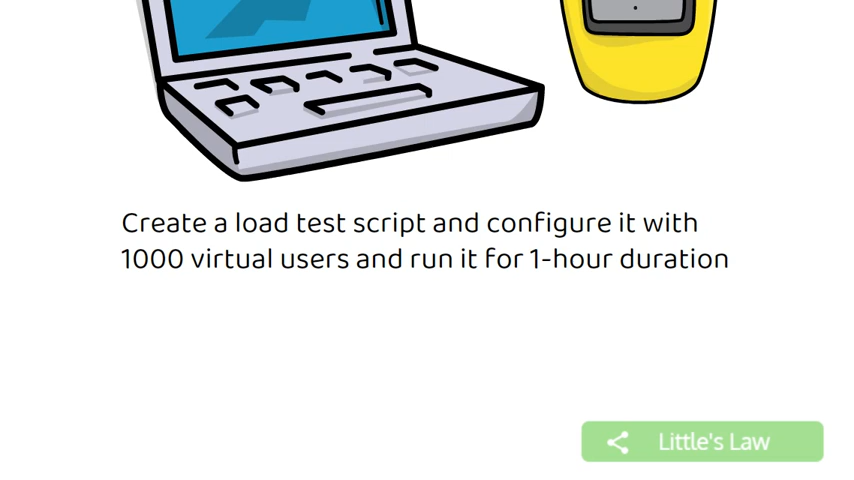 Create a load test script and configure it with
1000 virtual users and run it for 1-hour duration
Little's Law